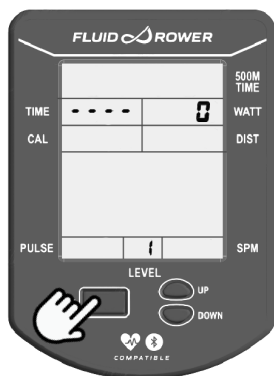 FLUID ROWER
500M
TIME
TIME - - - - 0 WATT
CAL DIST
PULSE 1 SPM
LEVEL
UP
DOWN
COMPATIBLE